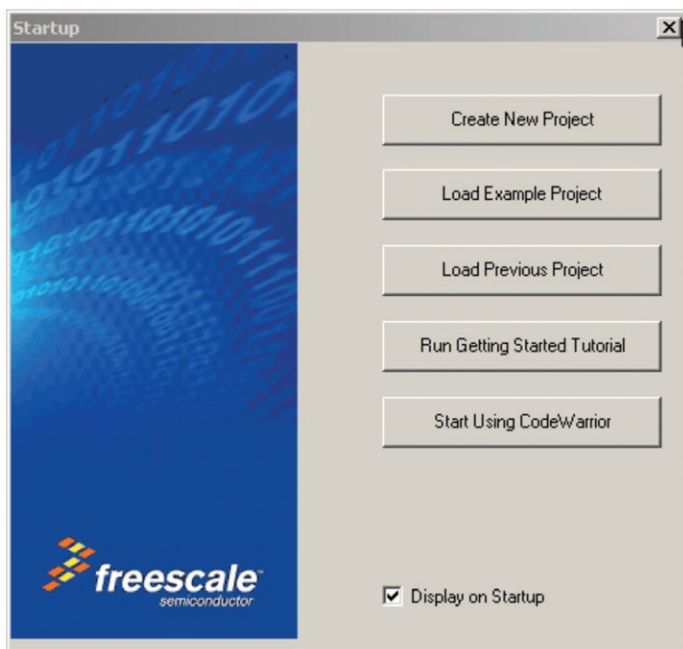 Startup
Create New Project
Load Example Project
Load Previous Project
Run Getting Started Tutorial
Start Using CodeWarrior
freescale™
semiconductor
Display on Startup